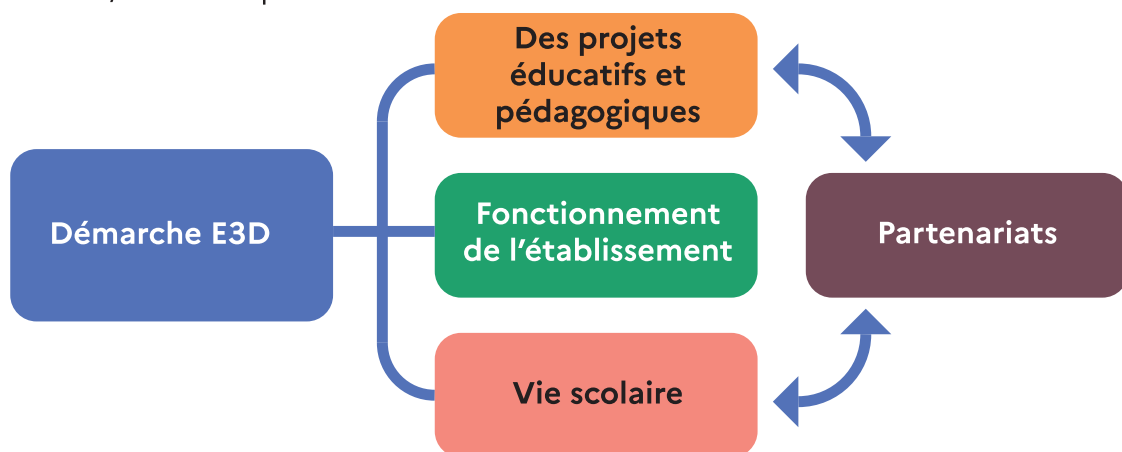 Des projets
éducatifs et
pédagogiques
Démarche E3D
Fonctionnement
de l'établissement
Partenariats
Vie scolaire